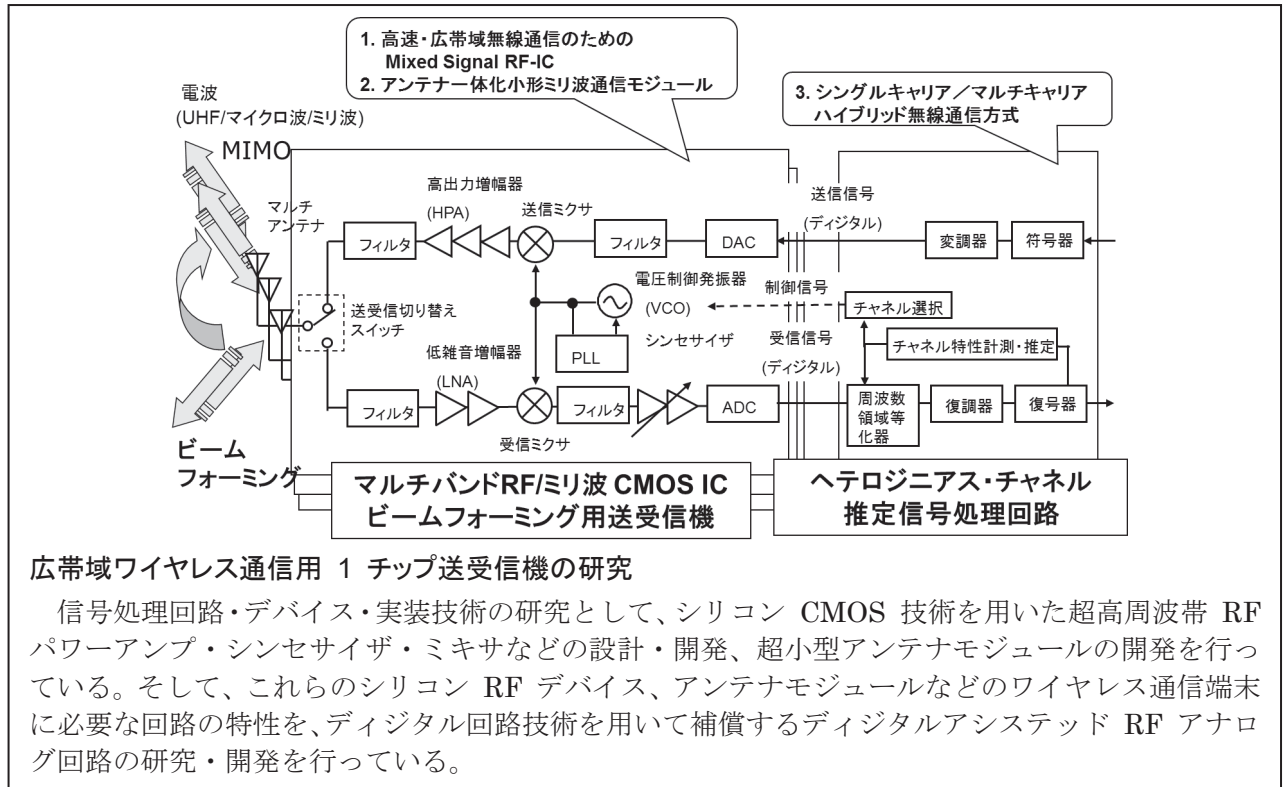 1. 高速・広帯域無線通信のための
Mixed Signal RF-IC
2. アンテナ一体化小形ミリ波通信モジュール
3. シングルキャリア／マルチキャリア
ハイブリッド無線通信方式
電波
(UHF/マイクロ波/ミリ波)
MIMO
マルチ
アンテナ
高出力増幅器
(HPA)
送信ミクサ
送信信号
(ディジタル)
フィルタ
フィルタ
DAC
変調器
符号器
送受信切り替え
スイッチ
電圧制御発振器
(VCO)
シンセサイザ
PLL
制御信号
チャネル選択
チャネル特性計測・推定
受信信号
(ディジタル)
低雑音増幅器
(LNA)
フィルタ
受信ミクサ
フィルタ
ADC
周波数
領域等
化器
復調器
復号器
ビーム
フォーミング
マルチバンドRF/ミリ波 CMOS IC
ビームフォーミング用送受信機
ヘテロジニアス・チャネル
推定信号処理回路
広帯域ワイヤレス通信用 1 チップ送受信機の研究
信号処理回路・デバイス・実装技術の研究として、シリコン CMOS 技術を用いた超高周波帯 RF
パワーアンプ・シンセサイザ・ミキサなどの設計・開発、超小型アンテナモジュールの開発を行っ
ている。そして、これらのシリコン RF デバイス、アンテナモジュールなどのワイヤレス通信端末
に必要な回路の特性を、ディジタル回路技術を用いて補償するディジタルアシステッド RF アナロ
グ回路の研究・開発を行っている。